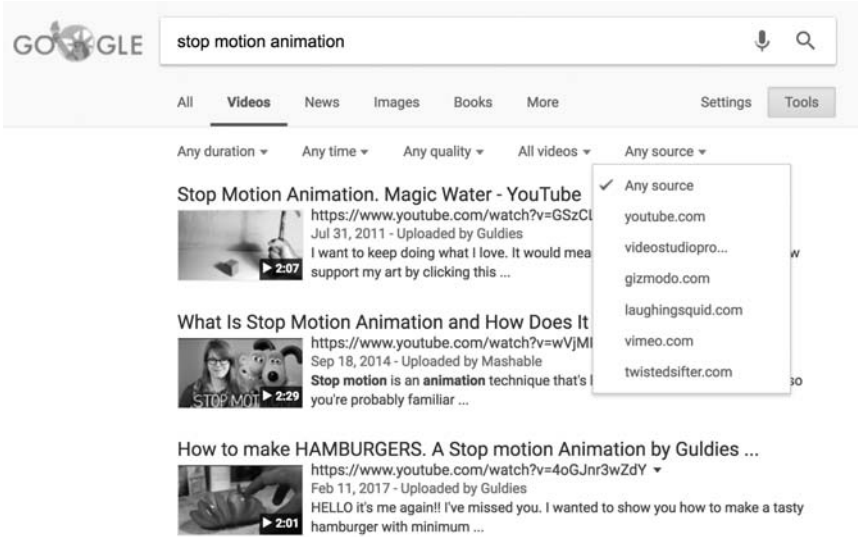 GOOGLE
stop motion animation
All Videos News Images Books More Settings Tools
Any duration Any time Any quality All videos Any source
Any source
youtube.com
videostudiopro...
gizmodo.com
laughingsquid.com
vimeo.com
twistedsifter.com
Stop Motion Animation. Magic Water - YouTube
https://www.youtube.com/watch?v=GSzCL
Jul 31, 2011 - Uploaded by Guldies
I want to keep doing what I love. It would mea w
support my art by clicking this ...
2:07
What Is Stop Motion Animation and How Does It
https://www.youtube.com/watch?v=wVjM
Sep 18, 2014 - Uploaded by Mashable
Stop motion is an animation technique that's so
you're probably familiar ...
STOP MOT 2:29
How to make HAMBURGERS. A Stop motion Animation by Guldies ...
https://www.youtube.com/watch?v=4oGJnr3wZdY
Feb 11, 2017 - Uploaded by Guldies
HELLO it's me again!! I've missed you. I wanted to show you how to make a tasty
hamburger with minimum ...
2:01